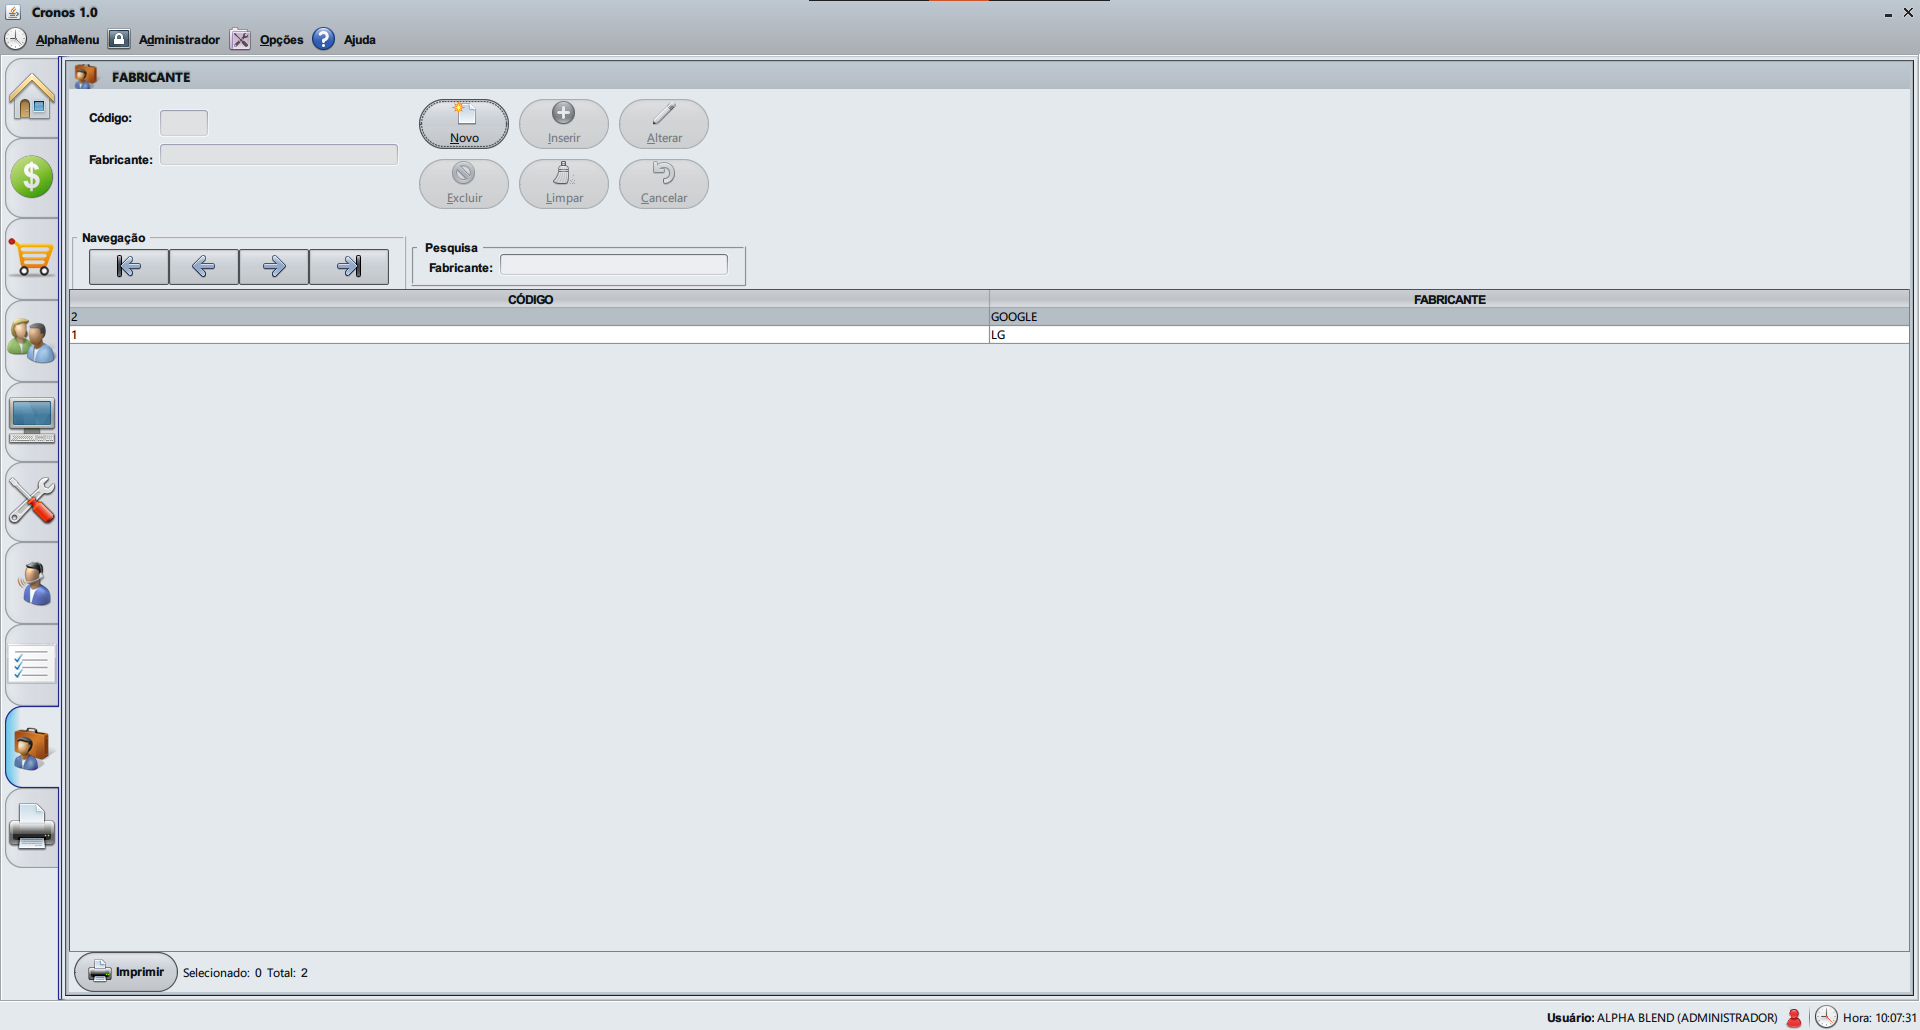 Cronos 1.0
AlphaMenu Administrador Opções Ajuda
FABRICANTE
Código:
Fabricante:
Novo Inserir Alterar
Excluir Limpar Cancelar
Navegação
Pesquisa
Fabricante:
CÓDIGO FABRICANTE
2 GOOGLE
1 LG
Imprimir Selecionado: 0 Total: 2
Usuário: ALPHA BLEND (ADMINISTRADOR) Hora: 10:07:31